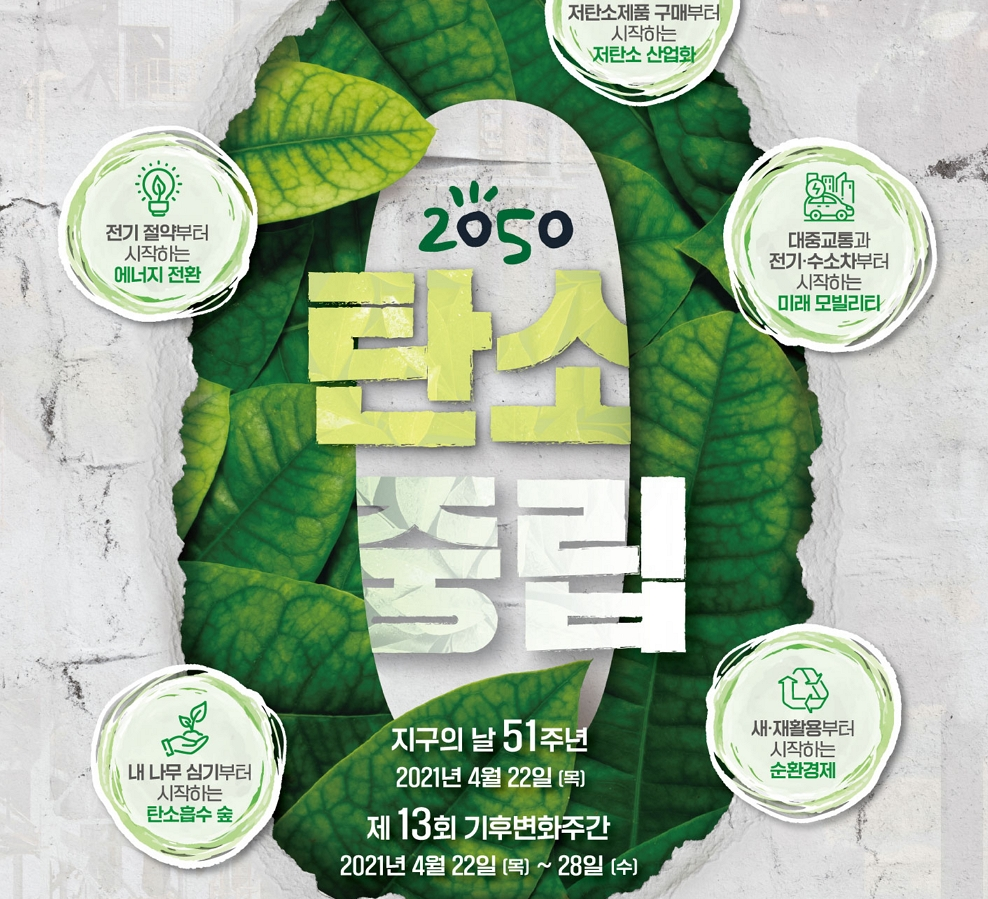 저탄소제품 구매부터
시작하는
저탄소 산업화
전기 절약부터
시작하는
에너지 전환
대중교통과
전기·수소차부터
시작하는
미래 모빌리티
2050
탄소
중립
내 나무 심기부터
시작하는
탄소흡수 숲
새·재활용부터
시작하는
순환경제
지구의 날 51주년
2021년 4월 22일 (목)
제 13회 기후변화주간
2021년 4월 22일 (목) ~ 28일 (수)